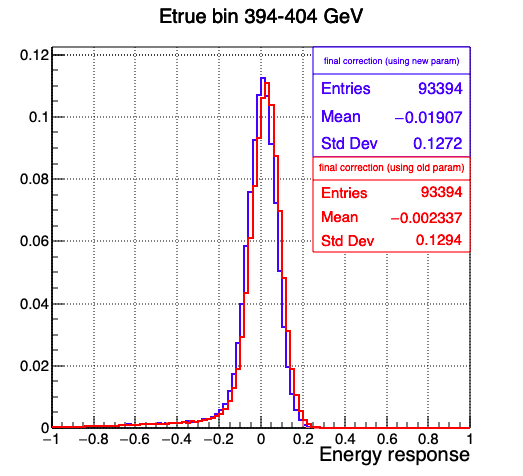 Etrue bin 394-404 GeV
0.12
0.1
0.08
0.06
0.04
0.02
0
final correction (using new param)
Entries 93394
Mean −0.01907
Std Dev 0.1272
final correction (using old param)
Entries 93394
Mean −0.002337
Std Dev 0.1294
−1 −0.8 −0.6 −0.4 −0.2 0 0.2 0.4 0.6 0.8 1
Energy response